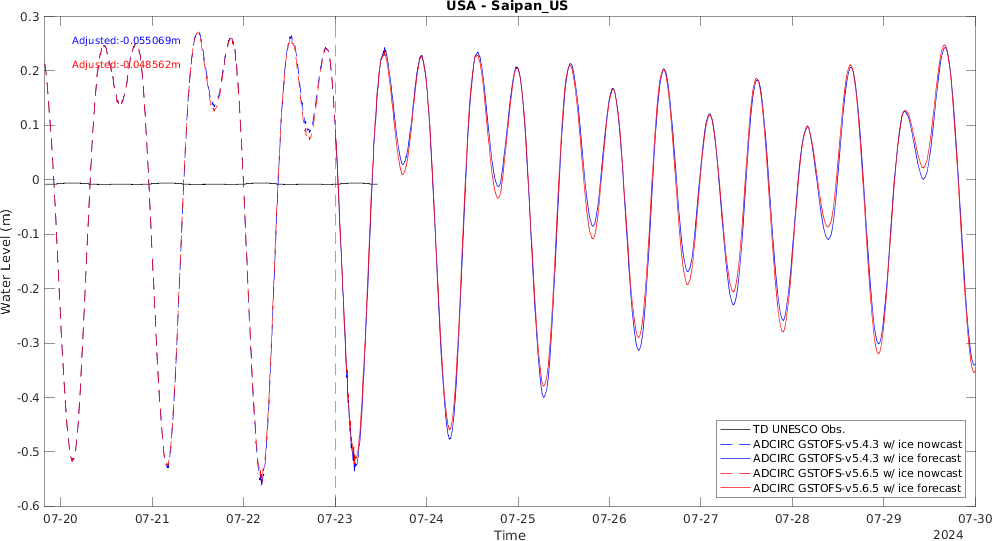 USA - Saipan_US
0.3
0.2
0.1
0
-0.1
-0.2
-0.3
-0.4
-0.5
-0.6
Water Level (m)
Adjusted:-0.055069m
Adjusted:-0.048562m
TD UNESCO Obs.
ADCIRC GSTOFS-v5.4.3 w/ ice nowcast
ADCIRC GSTOFS-v5.4.3 w/ ice forecast
ADCIRC GSTOFS-v5.6.5 w/ ice nowcast
ADCIRC GSTOFS-v5.6.5 w/ ice forecast
07-20 07-21 07-22 07-23 07-24 07-25 07-26 07-27 07-28 07-29 07-30
Time
2024